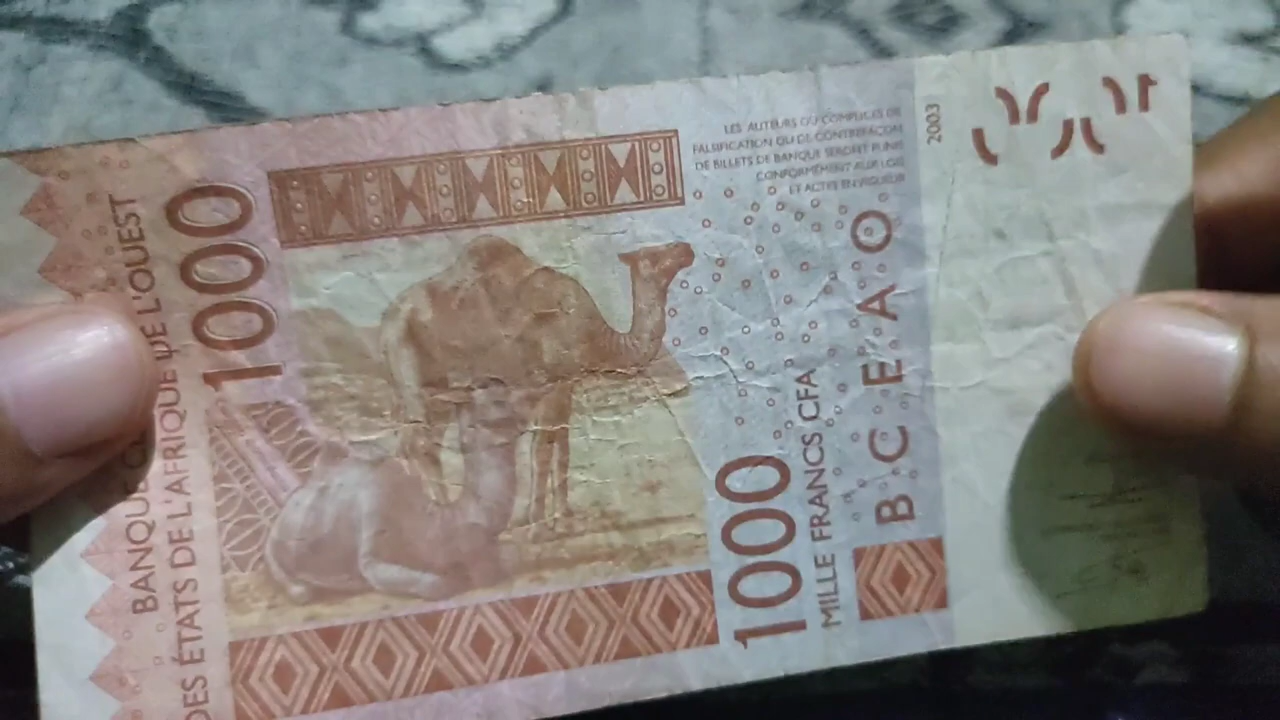 BANQUE
DES ÉTATS DE L'AFRIQUE DE L'OUEST
1000
LES AUTEURS OU COMPLICES DE
FALSIFICATION OU DE CONTREFAÇON
DE BILLETS DE BANQUE SERONT PUNIS
CONFORMÉMENT AUX LOIS
ET ACTES EN VIGUEUR
1000
MILLE FRANCS CFA
BCEAO
2003